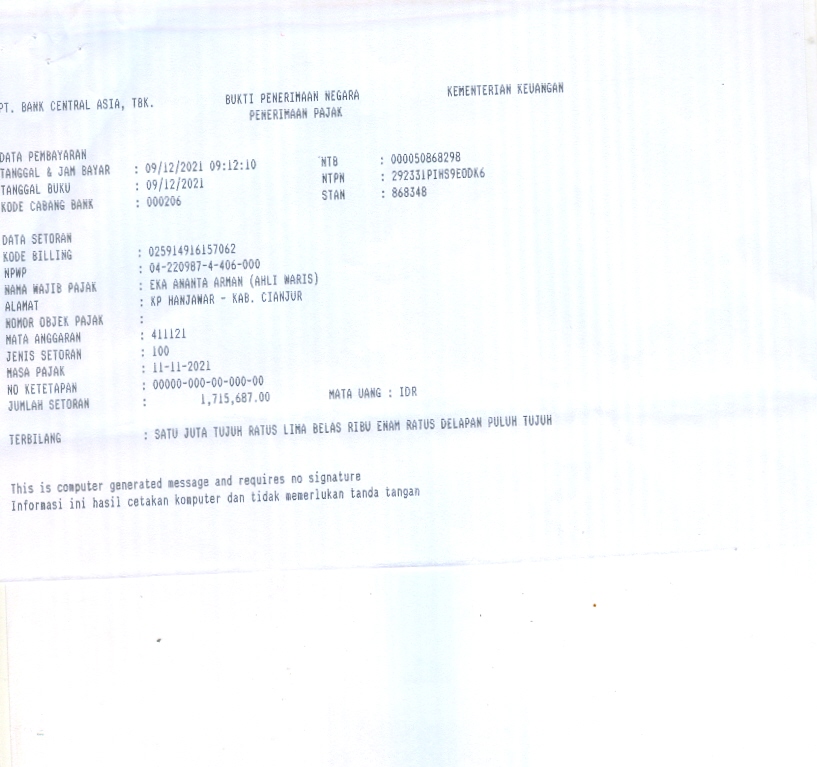 PT. BANK CENTRAL ASIA, TBK. BUKTI PENERIMAAN NEGARA KEMENTERIAN KEUANGAN
PENERIMAAN PAJAK
DATA PEMBAYARAN
TANGGAL & JAM BAYAR : 09/12/2021 09:12:10 NTB : 000050868298
TANGGAL BUKU : 09/12/2021 NTPN : 292331PIHS9EODK6
KODE CABANG BANK : 000206 STAN : 868348
DATA SETORAN
KODE BILLING : 025914916157062
NPWP : 04-220987-4-406-000
NAMA WAJIB PAJAK : EKA ANANTA ARMAN (AHLI WARIS)
ALAMAT : KP HANJAWAR - KAB. CIANJUR
NOMOR OBJEK PAJAK :
MATA ANGGARAN : 411121
JENIS SETORAN : 100
MASA PAJAK : 11-11-2021
NO KETETAPAN : 00000-000-00-000-00
JUMLAH SETORAN : 1,715,687.00 MATA UANG : IDR
TERBILANG : SATU JUTA TUJUH RATUS LIMA BELAS RIBU ENAM RATUS DELAPAN PULUH TUJUH
This is computer generated message and requires no signature
Informasi ini hasil cetakan komputer dan tidak memerlukan tanda tangan